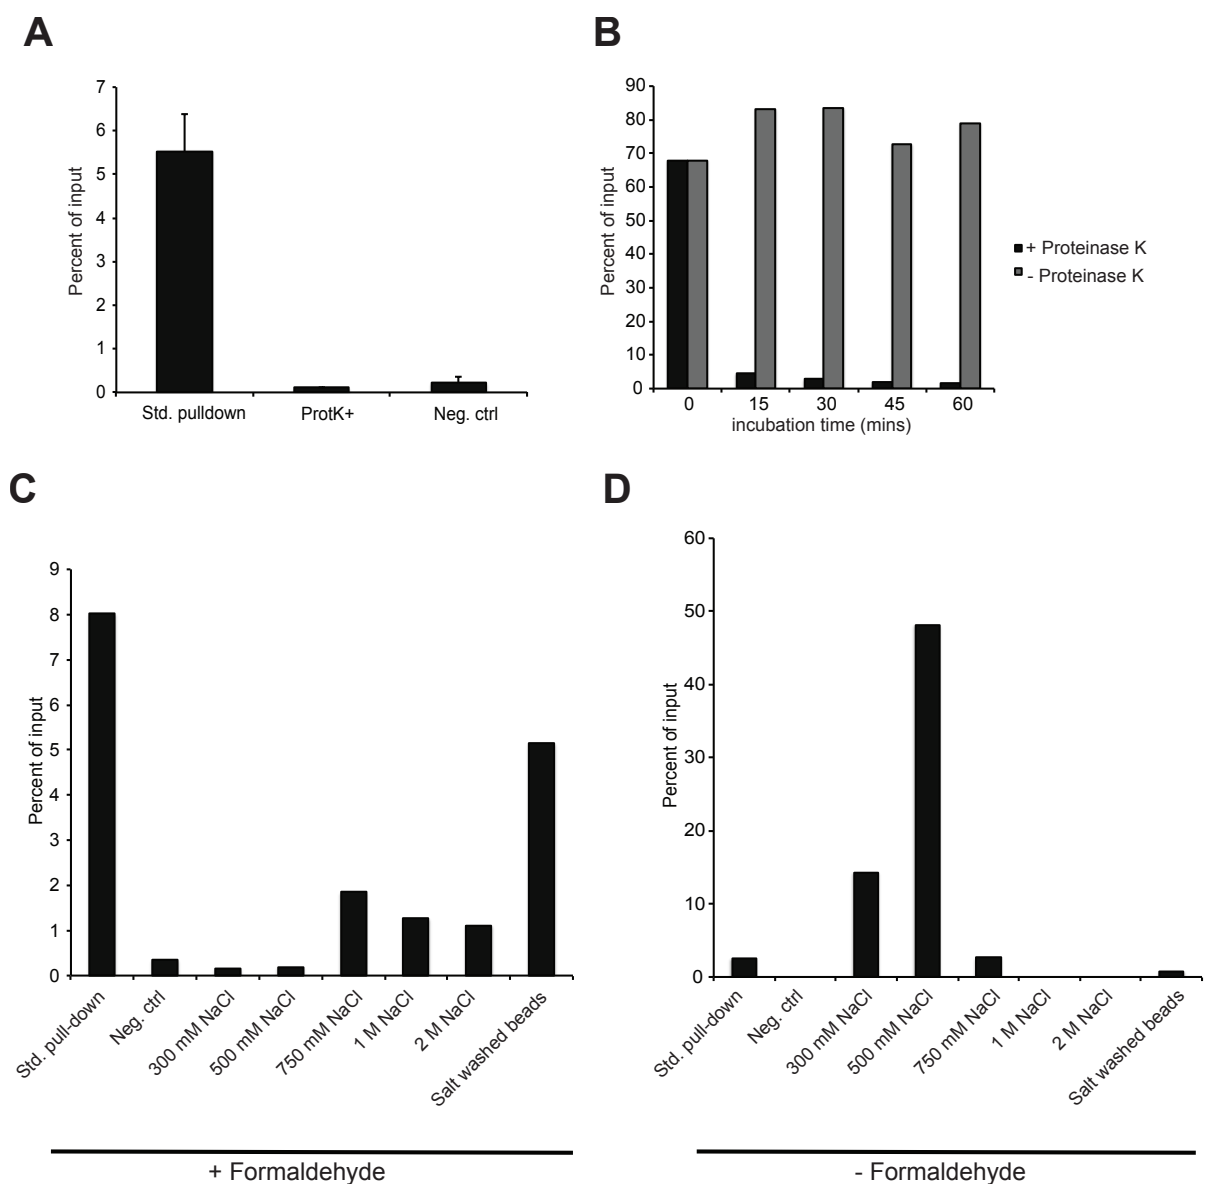 A
7
6
5
4
3
2
1
0
Percent of input
Std. pulldown
ProtK+
Neg. ctrl
B
90
80
70
60
50
40
30
20
10
0
Percent of input
0
15
30
45
60
incubation time (mins)
+ Proteinase K
- Proteinase K
C
9
8
7
6
5
4
3
2
1
0
Percent of input
Std. pull-down
Neg. ctrl
300 mM NaCl
500 mM NaCl
750 mM NaCl
1 M NaCl
2 M NaCl
Salt washed beads
+ Formaldehyde
D
60
50
40
30
20
10
0
Percent of input
Std. pull-down
Neg. ctrl
300 mM NaCl
500 mM NaCl
750 mM NaCl
1 M NaCl
2 M NaCl
Salt washed beads
- Formaldehyde